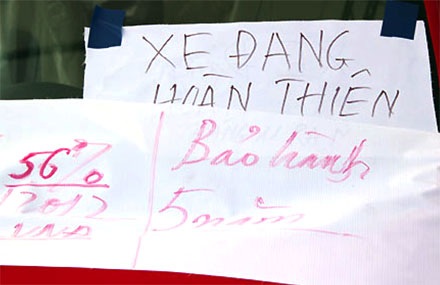 XE ĐANG
HOÀN THIỆN
56%
Bảo hành
5 năm